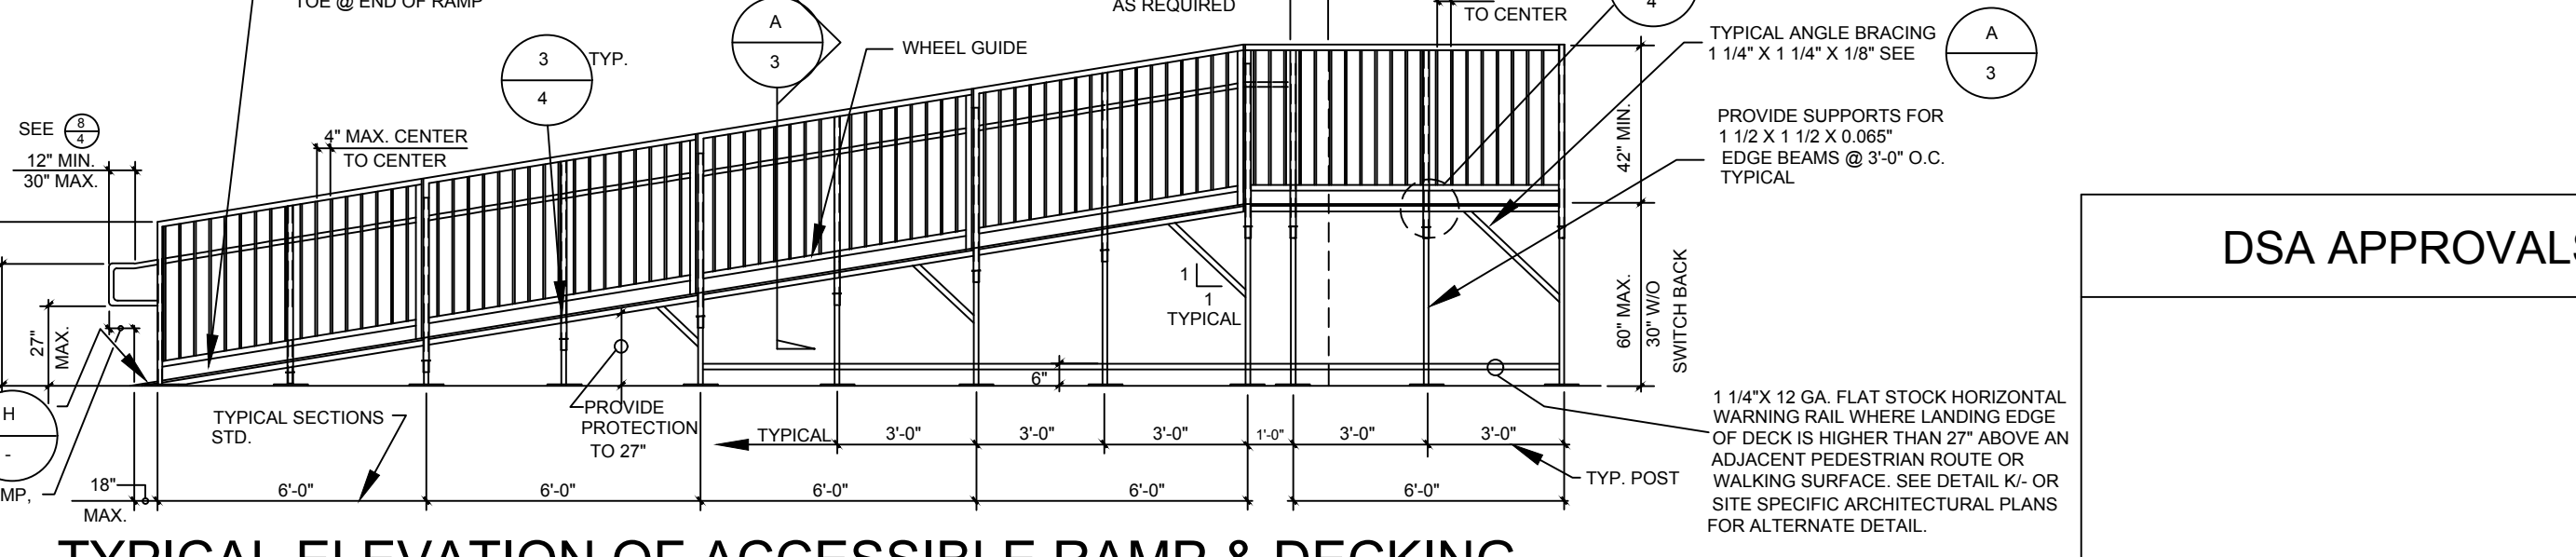 TOE @ END OF RAMP
AS REQUIRED
TO CENTER
4
A
3
3
4
TYP.
WHEEL GUIDE
TYPICAL ANGLE BRACING
1 1/4" X 1 1/4" X 1/8" SEE
A
3
SEE
8
4
12" MIN.
30" MAX.
4" MAX. CENTER
TO CENTER
PROVIDE SUPPORTS FOR
1 1/2 X 1 1/2 X 0.065"
EDGE BEAMS @ 3'-0" O.C.
TYPICAL
42" MIN.
60" MAX.
30" W/O
SWITCH BACK
DSA APPROVALS
1
1
TYPICAL
27"
MAX.
6"
H
-
TYPICAL SECTIONS
STD.
PROVIDE
PROTECTION
TO 27"
TYPICAL
3'-0"
3'-0"
3'-0"
1'-0"
3'-0"
3'-0"
1 1/4"X 12 GA. FLAT STOCK HORIZONTAL
WARNING RAIL WHERE LANDING EDGE
OF DECK IS HIGHER THAN 27" ABOVE AN
ADJACENT PEDESTRIAN ROUTE OR
WALKING SURFACE. SEE DETAIL K/- OR
SITE SPECIFIC ARCHITECTURAL PLANS
FOR ALTERNATE DETAIL.
TYP. POST
MP,
18"
MAX.
6'-0"
6'-0"
6'-0"
6'-0"
6'-0"
TYPICAL ELEVATION OF ACCESSIBLE RAMP & DECKING